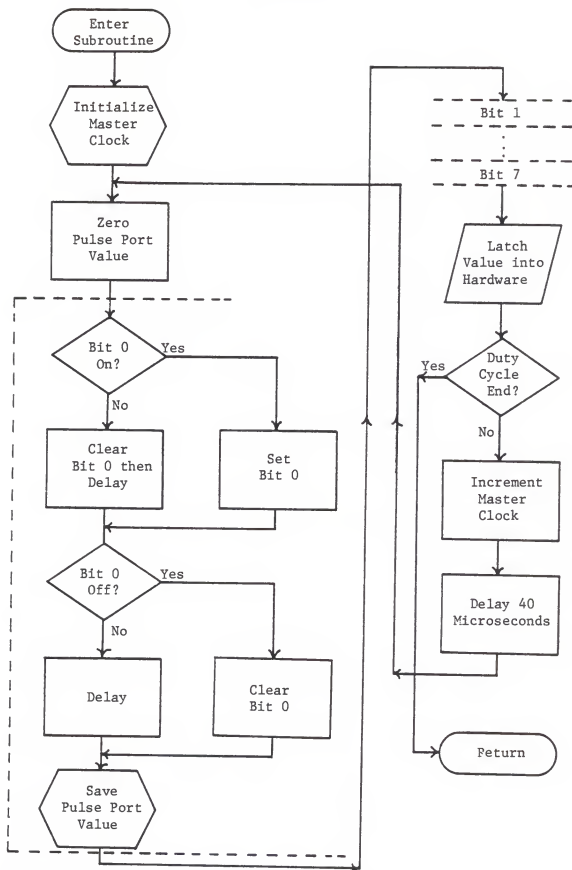 Enter
Subroutine
Initialize
Master
Clock
Zero
Pulse Port
Value
Bit 0
On?
Yes
No
Clear
Bit 0 then
Delay
Set
Bit 0
Bit 0
Off?
Yes
No
Delay
Clear
Bit 0
Save
Pulse Port
Value
Bit 1
Bit 7
Latch
Value into
Hardware
Duty
Cycle
End?
Yes
No
Increment
Master
Clock
Delay 40
Microseconds
Peturn